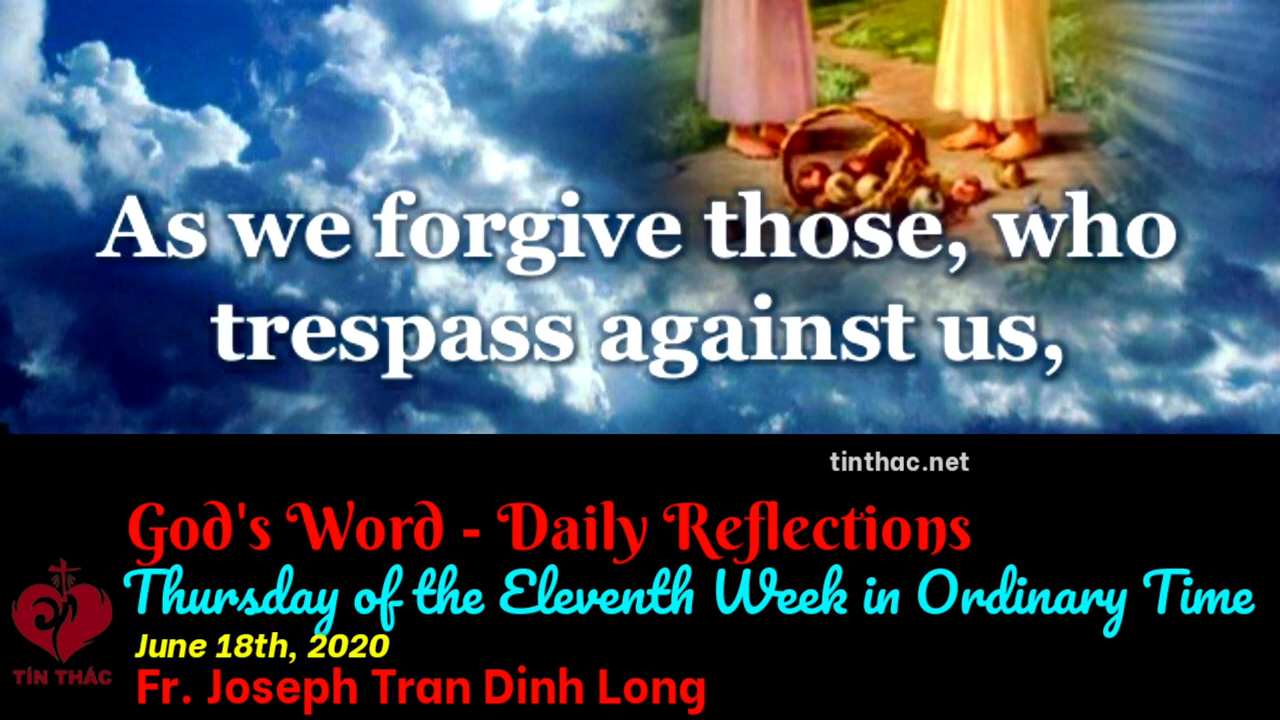 As we forgive those, who
trespass against us,
tinthac.net
God's Word - Daily Reflections
Thursday of the Eleventh Week in Ordinary Time
June 18th, 2020
TÍN THÁC
Fr. Joseph Tran Dinh Long